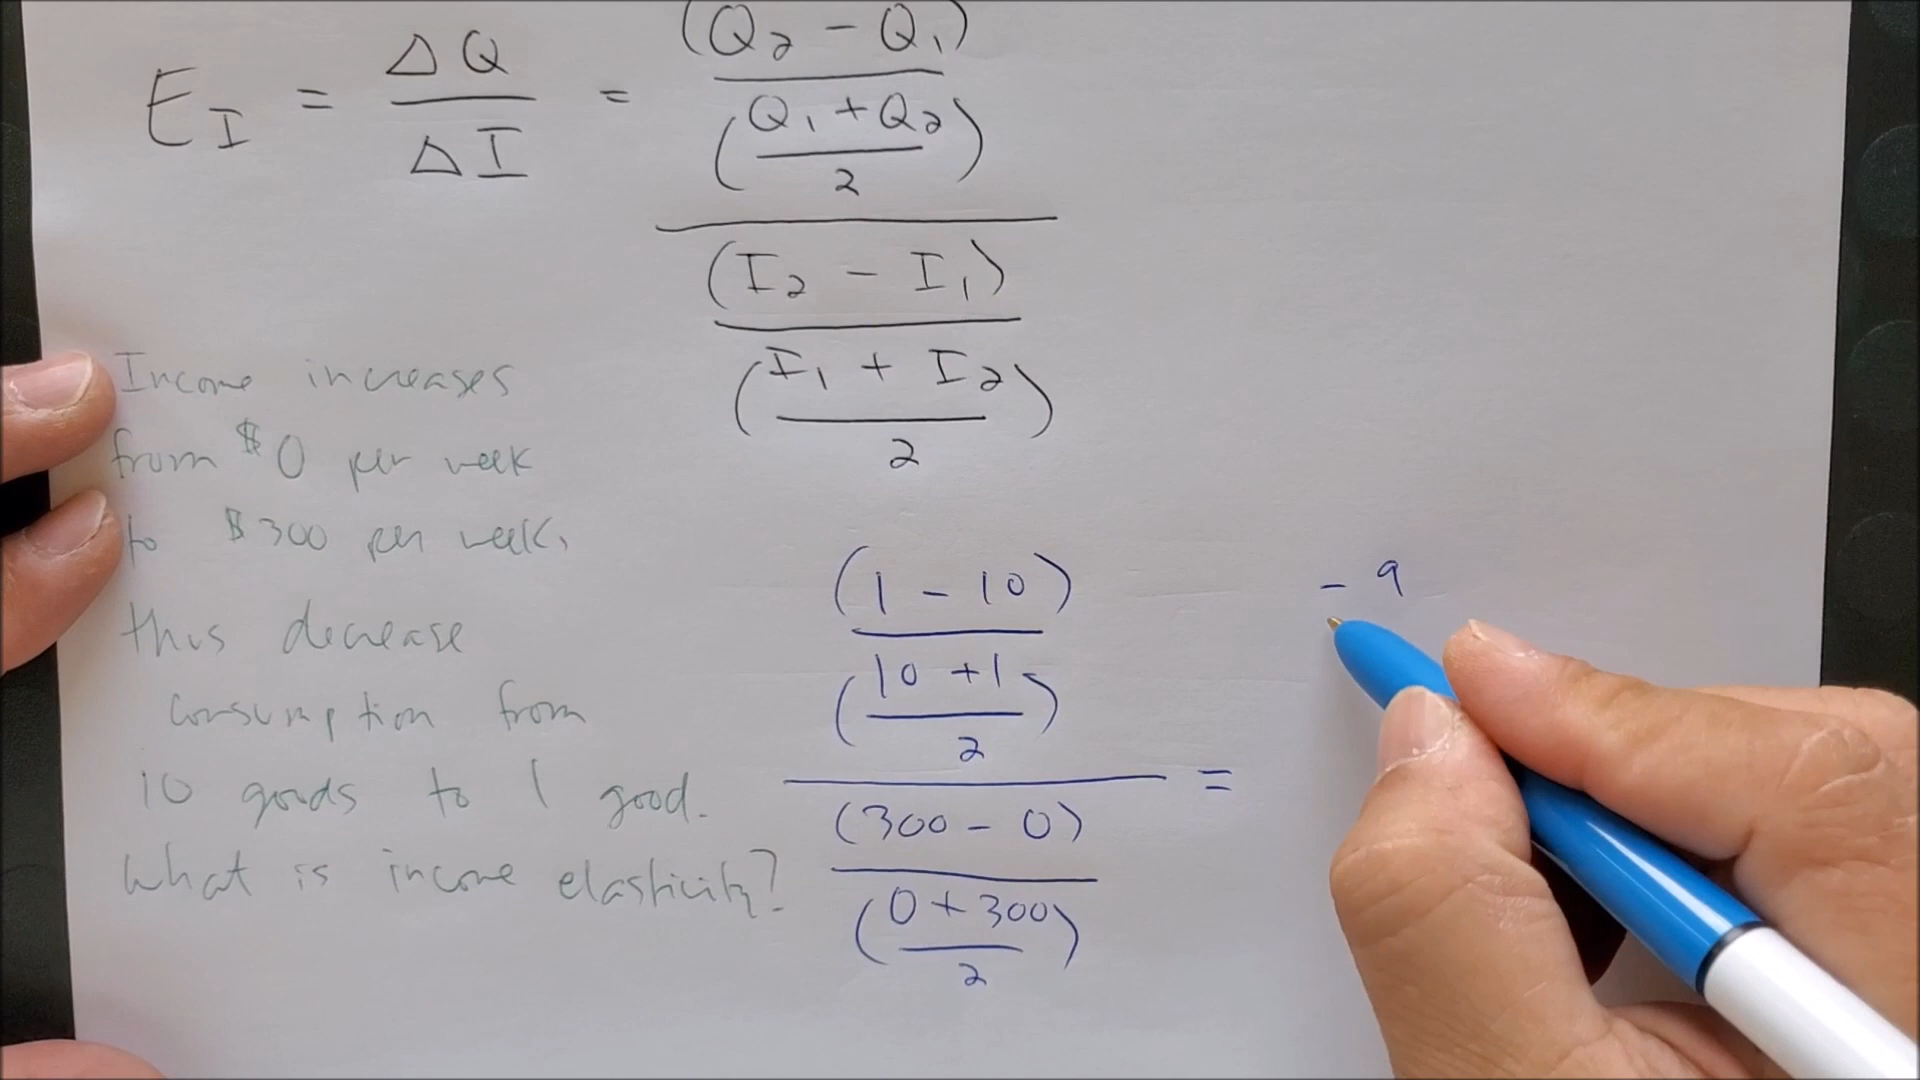 E_I = ΔQ / ΔI = (Q₂ - Q₁) / ((Q₁ + Q₂) / 2) / (I₂ - I₁) / ((I₁ + I₂) / 2)
Income increases
from $0 per week
to $300 per week,
thus decrease
consumption from
10 goods to 1 good.
What is income elasticity?
(1 - 10)
(10 + 1)
2
(300 - 0)
(0 + 300)
2
=
- 9